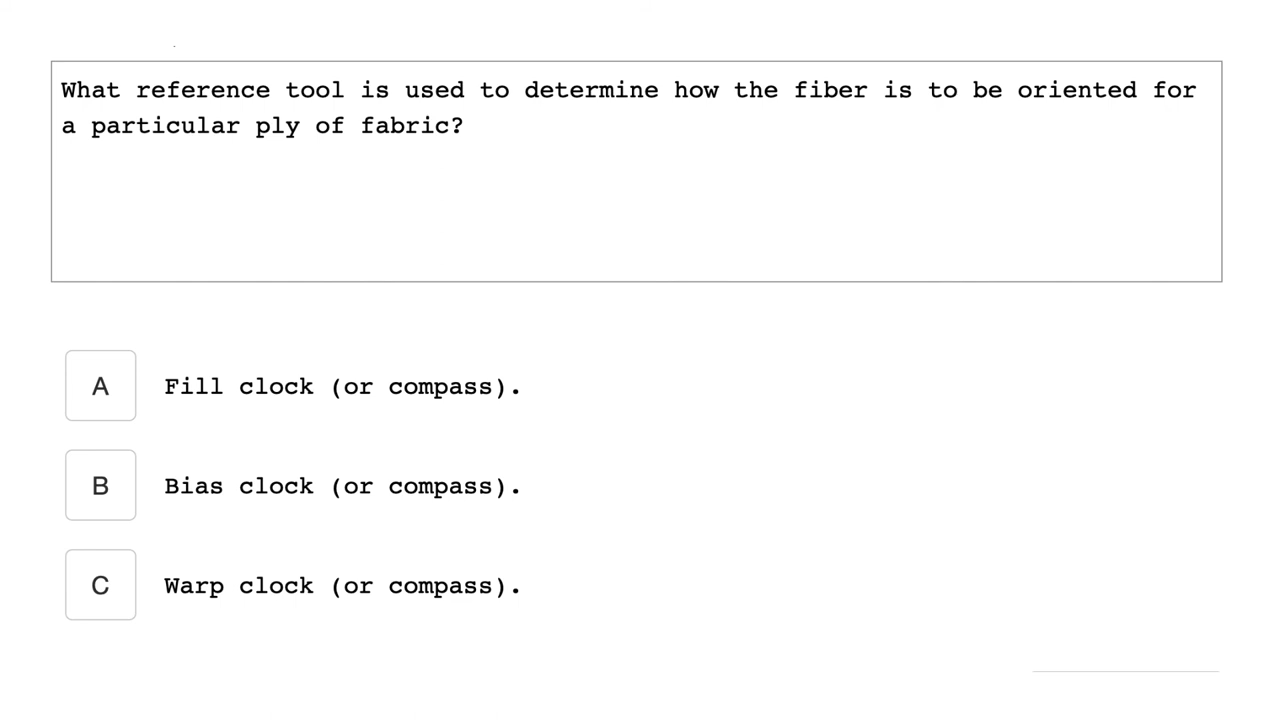 What reference tool is used to determine how the fiber is to be oriented for
a particular ply of fabric?
A Fill clock (or compass).
B Bias clock (or compass).
C Warp clock (or compass).